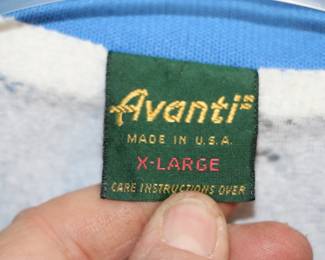 Avanti
MADE IN U.S.A.
X-LARGE
CARE INSTRUCTIONS OVER